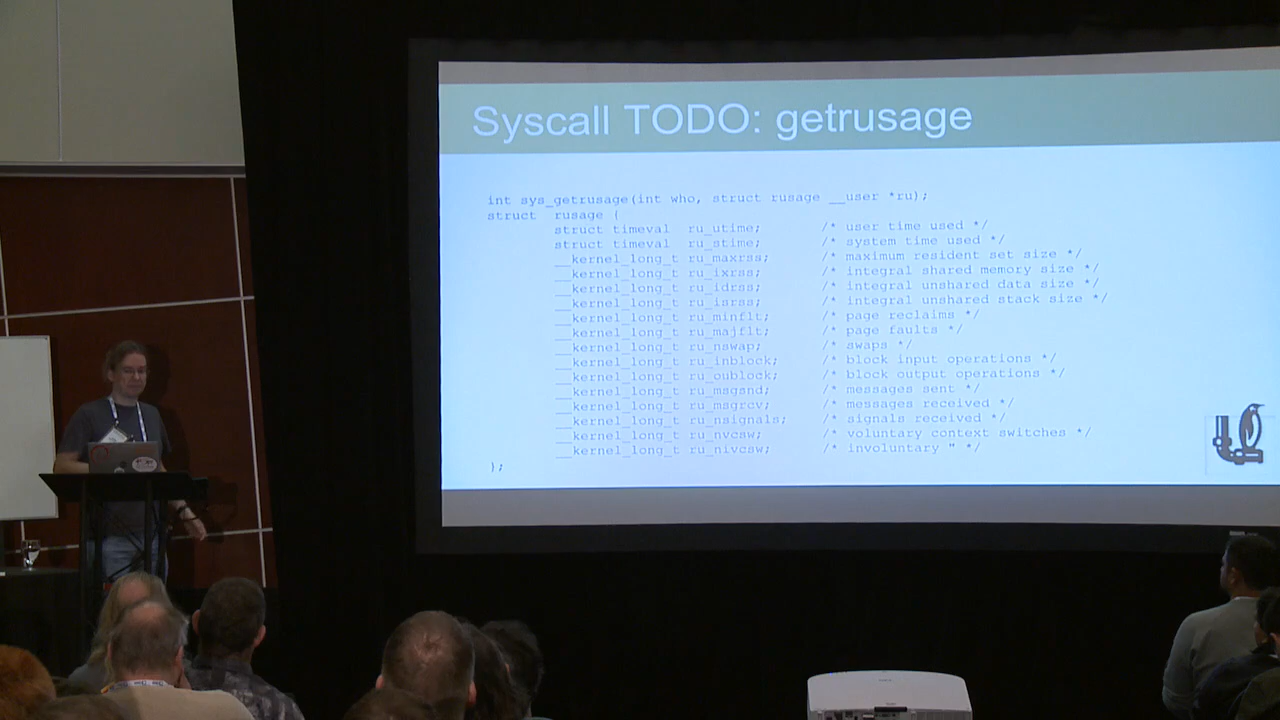 Syscall TODO: getrusage
int sys_getrusage(int who, struct rusage __user *ru);
struct rusage {
struct timeval ru_utime; /* user time used */
struct timeval ru_stime; /* system time used */
__kernel_long_t ru_maxrss; /* maximum resident set size */
__kernel_long_t ru_ixrss; /* integral shared memory size */
__kernel_long_t ru_idrss; /* integral unshared data size */
__kernel_long_t ru_isrss; /* integral unshared stack size */
__kernel_long_t ru_minflt; /* page reclaims */
__kernel_long_t ru_majflt; /* page faults */
__kernel_long_t ru_nswap; /* swaps */
__kernel_long_t ru_inblock; /* block input operations */
__kernel_long_t ru_oublock; /* block output operations */
__kernel_long_t ru_msgsnd; /* messages sent */
__kernel_long_t ru_msgrcv; /* messages received */
__kernel_long_t ru_nsignals; /* signals received */
__kernel_long_t ru_nvcsw; /* voluntary context switches */
__kernel_long_t ru_nivcsw; /* involuntary " */
};